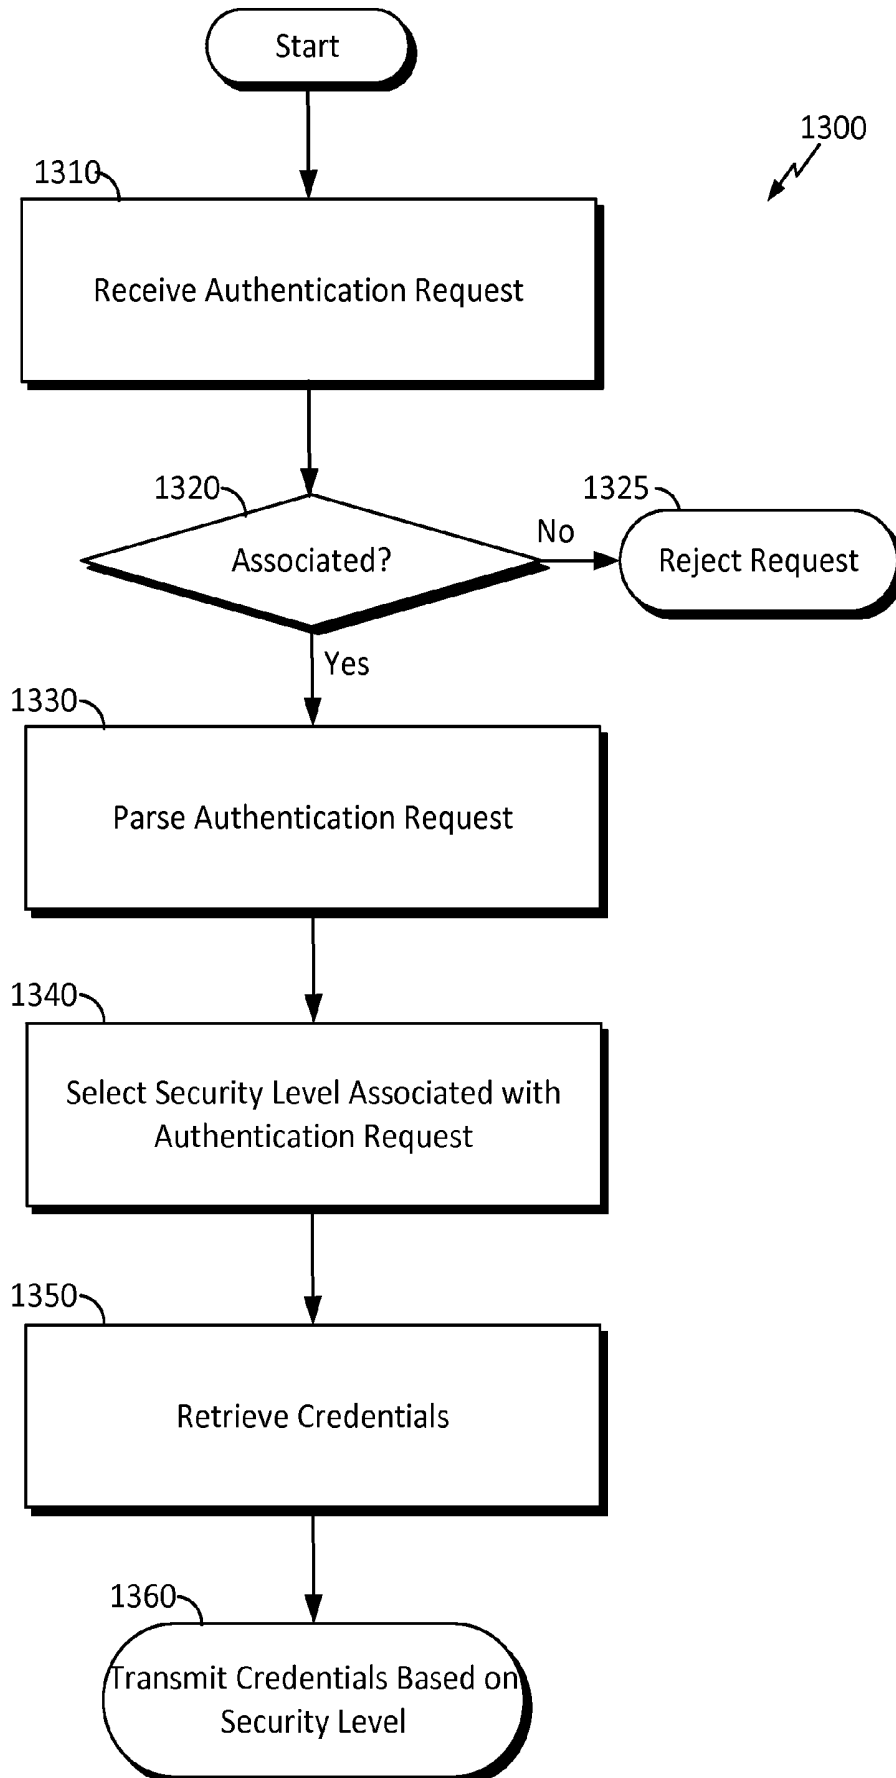 Start
1300
1310
Receive Authentication Request
1320
Associated?
No
1325
Reject Request
Yes
1330
Parse Authentication Request
1340
Select Security Level Associated with
Authentication Request
1350
Retrieve Credentials
1360
Transmit Credentials Based on
Security Level